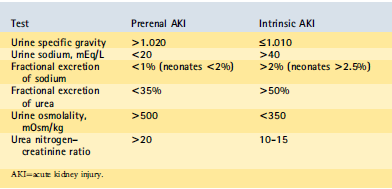 Test Prerenal AKI Intrinsic AKI
Urine specific gravity >1.020 ≤1.010
Urine sodium, mEq/L <20 >40
Fractional excretion <1% (neonates <2%) >2% (neonates >2.5%)
of sodium
Fractional excretion <35% >50%
of urea
Urine osmolality, >500 <350
mOsm/kg
Urea nitrogen– >20 10–15
creatinine ratio
AKI=acute kidney injury.